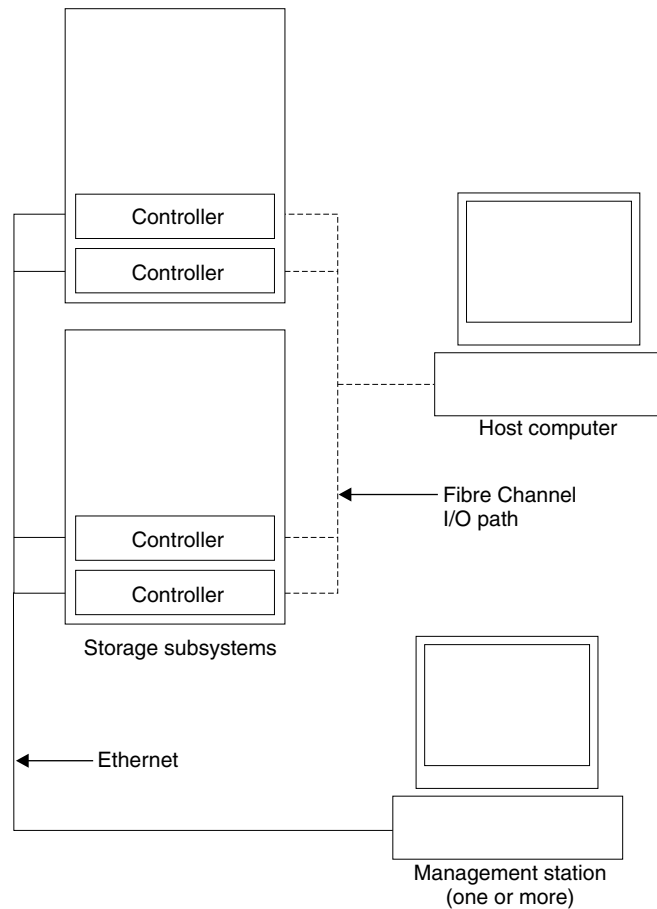 Controller
Controller
Host computer
Fibre Channel
I/O path
Controller
Controller
Storage subsystems
Ethernet
Management station
(one or more)